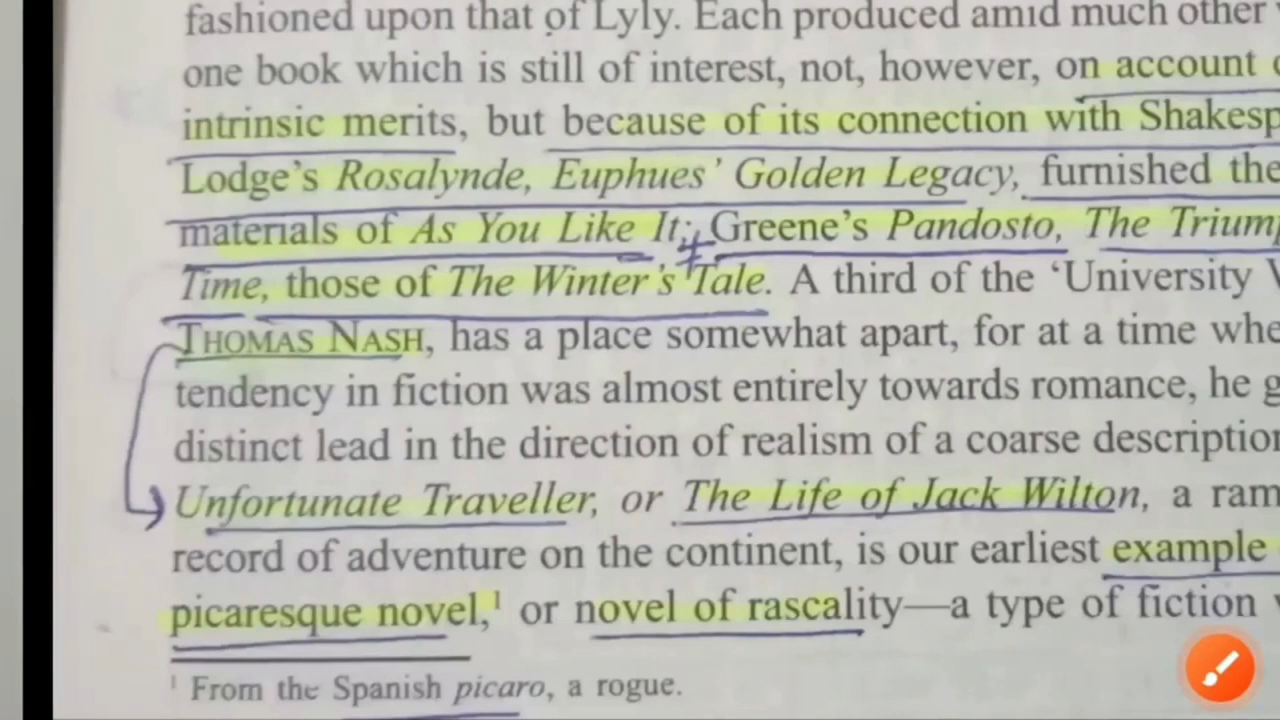 fashioned upon that of Lyly. Each produced amid much other
one book which is still of interest, not, however, on account
intrinsic merits, but because of its connection with Shakesp
Lodge's Rosalynde, Euphues' Golden Legacy, furnished the
materials of As You Like It; Greene's Pandosto, The Trium
Time, those of The Winter's Tale. A third of the 'University
THOMAS NASH, has a place somewhat apart, for at a time whe
tendency in fiction was almost entirely towards romance, he g
distinct lead in the direction of realism of a coarse description
Unfortunate Traveller, or The Life of Jack Wilton, a ram
record of adventure on the continent, is our earliest example
picaresque novel,¹ or novel of rascality—a type of fiction
¹ From the Spanish picaro, a rogue.